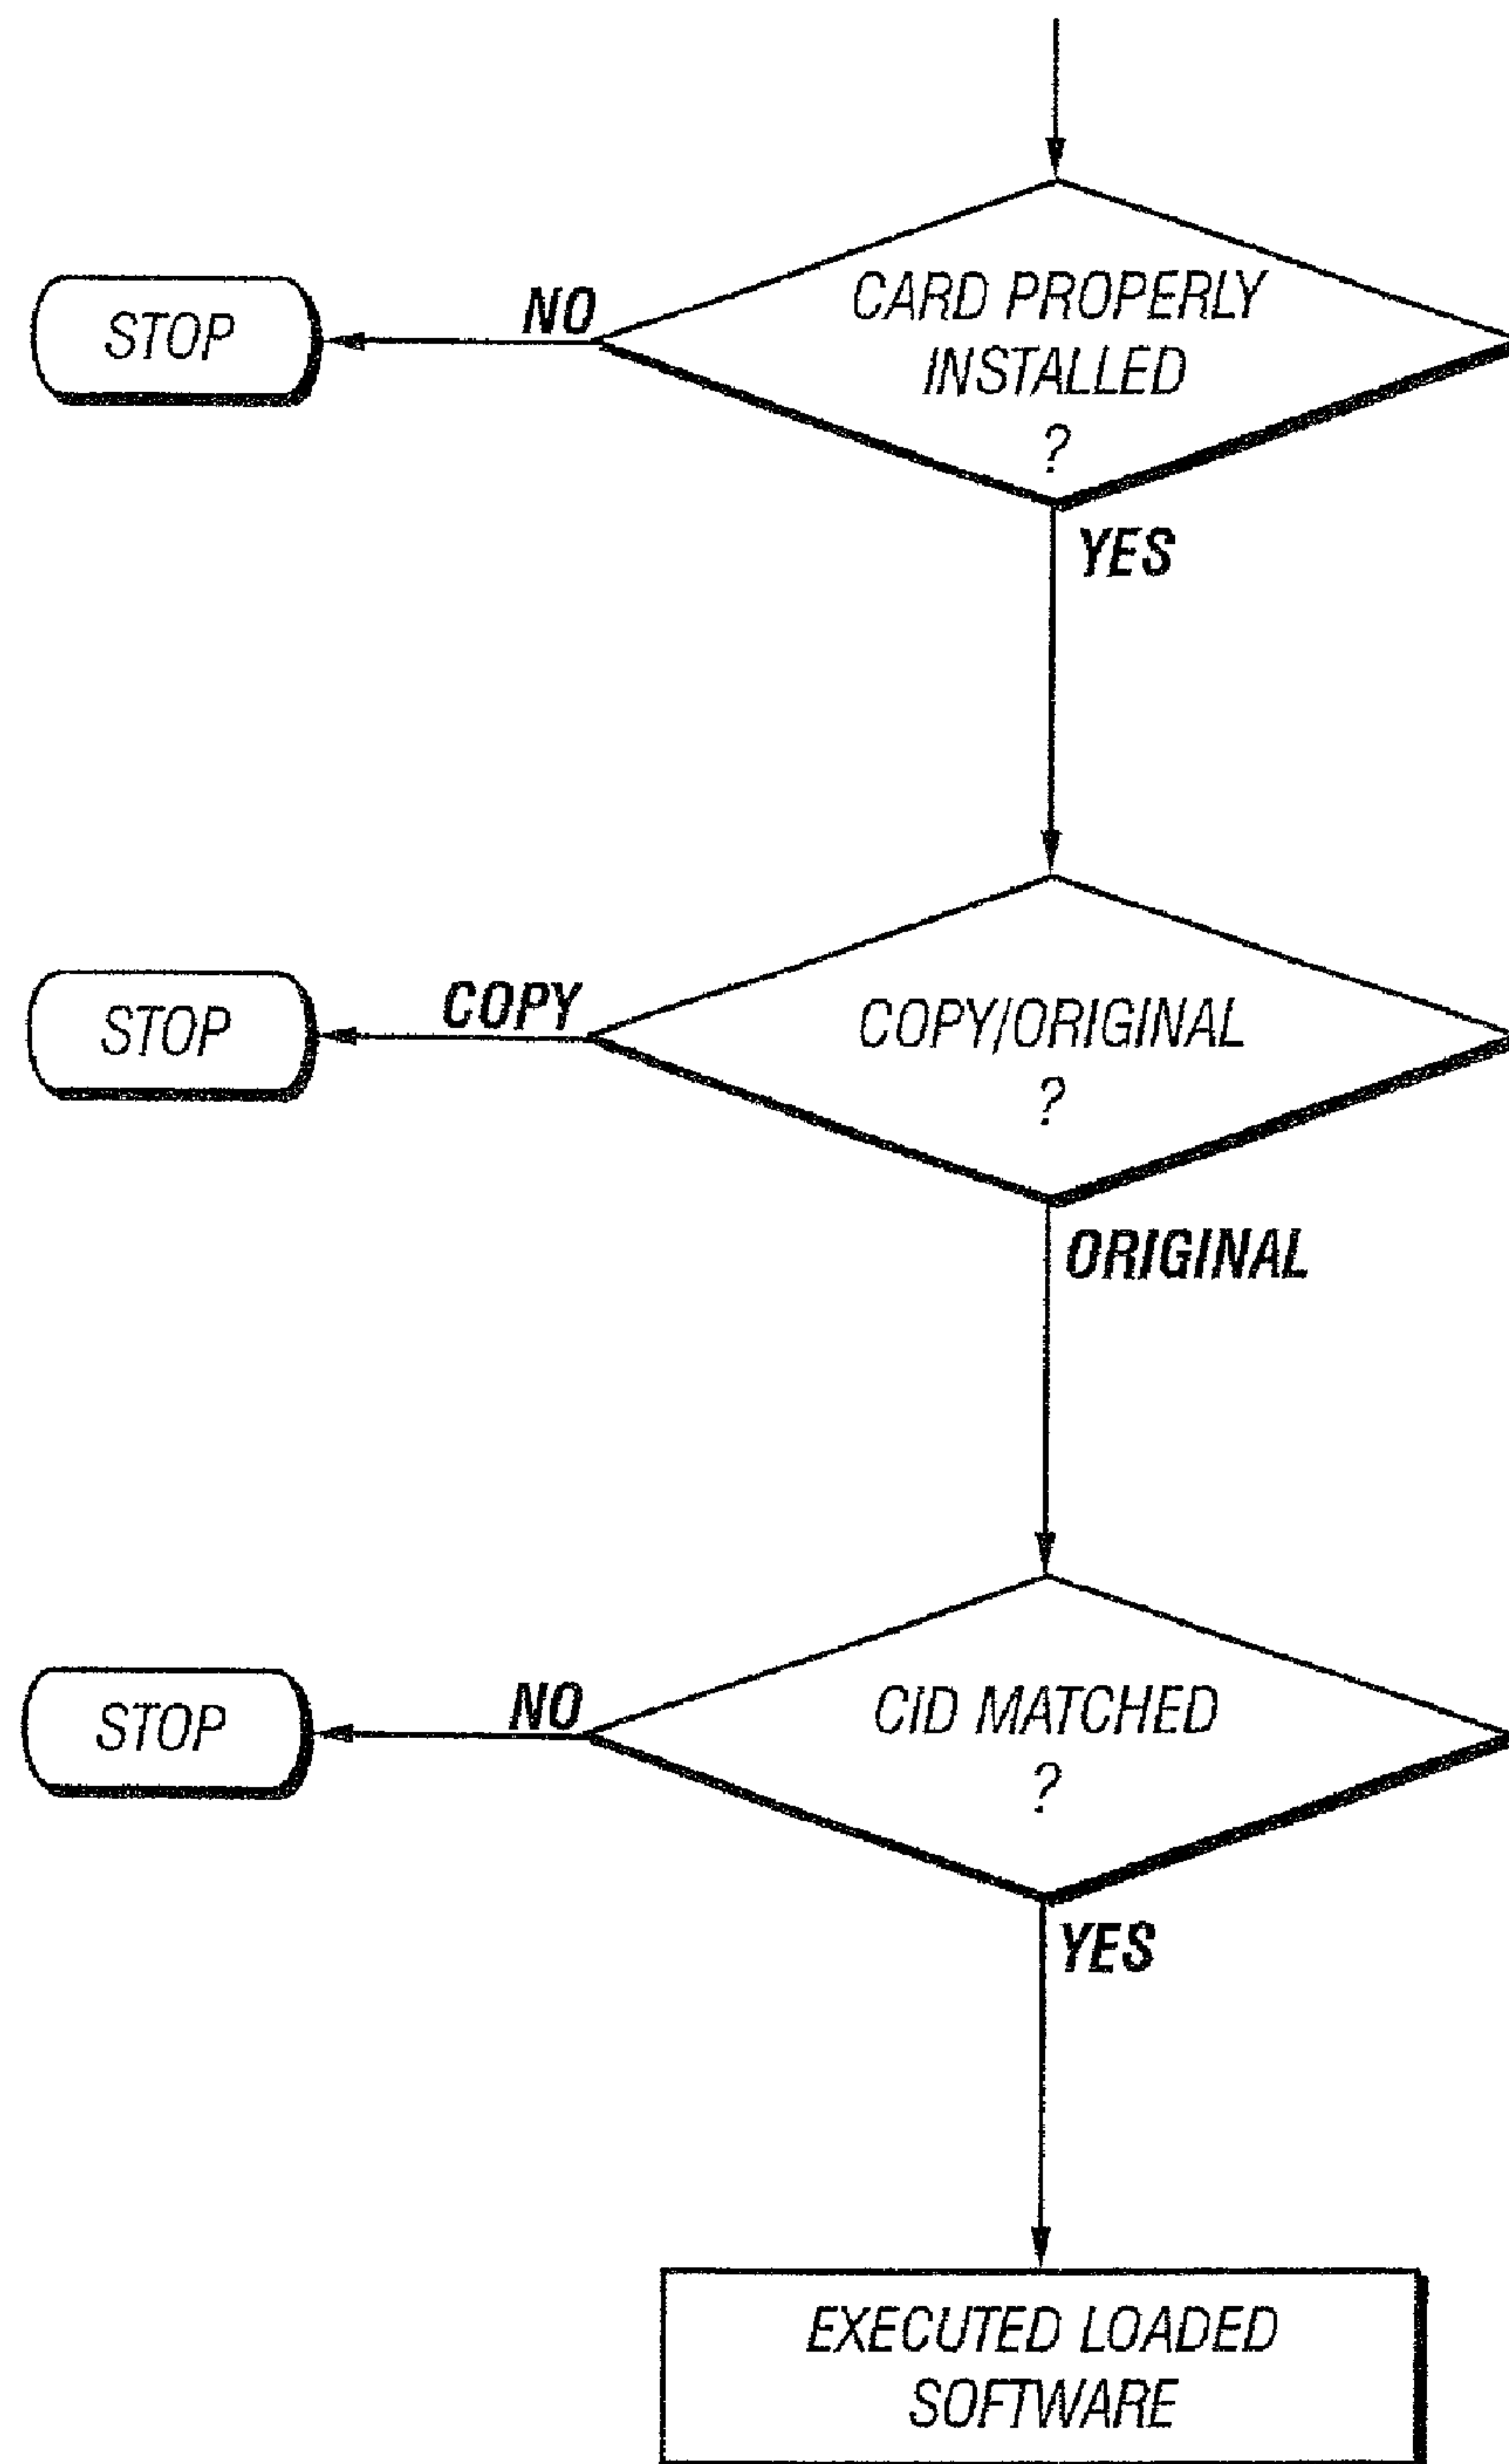 CARD PROPERLY
INSTALLED
?
NO
STOP
YES
COPY/ORIGINAL
?
COPY
STOP
ORIGINAL
CID MATCHED
?
NO
STOP
YES
EXECUTED LOADED
SOFTWARE